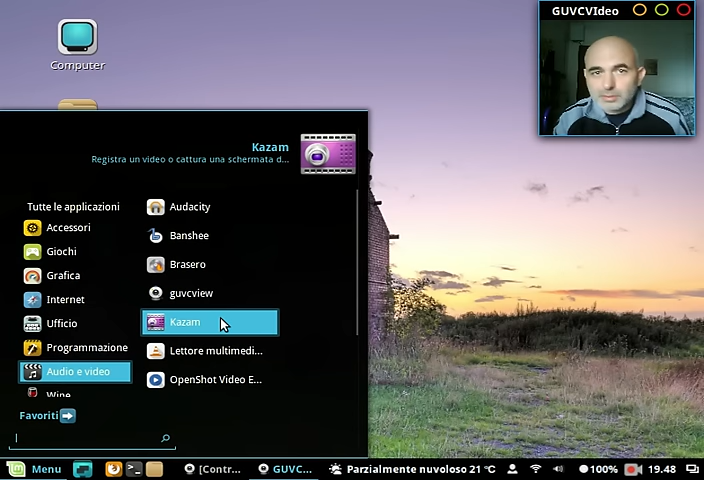 GUVCVIdeo
Computer
Kazam
Registra un video o cattura una schermata d...
Tutte le applicazioni
Accessori
Giochi
Grafica
Internet
Ufficio
Programmazione
Audio e video
Wine
Favoriti
Audacity
Banshee
Brasero
guvcview
Kazam
Lettore multimedi...
OpenShot Video E...
Menu
[Contr...
GUVC...
Parzialmente nuvoloso 21 °C
100%
19.48